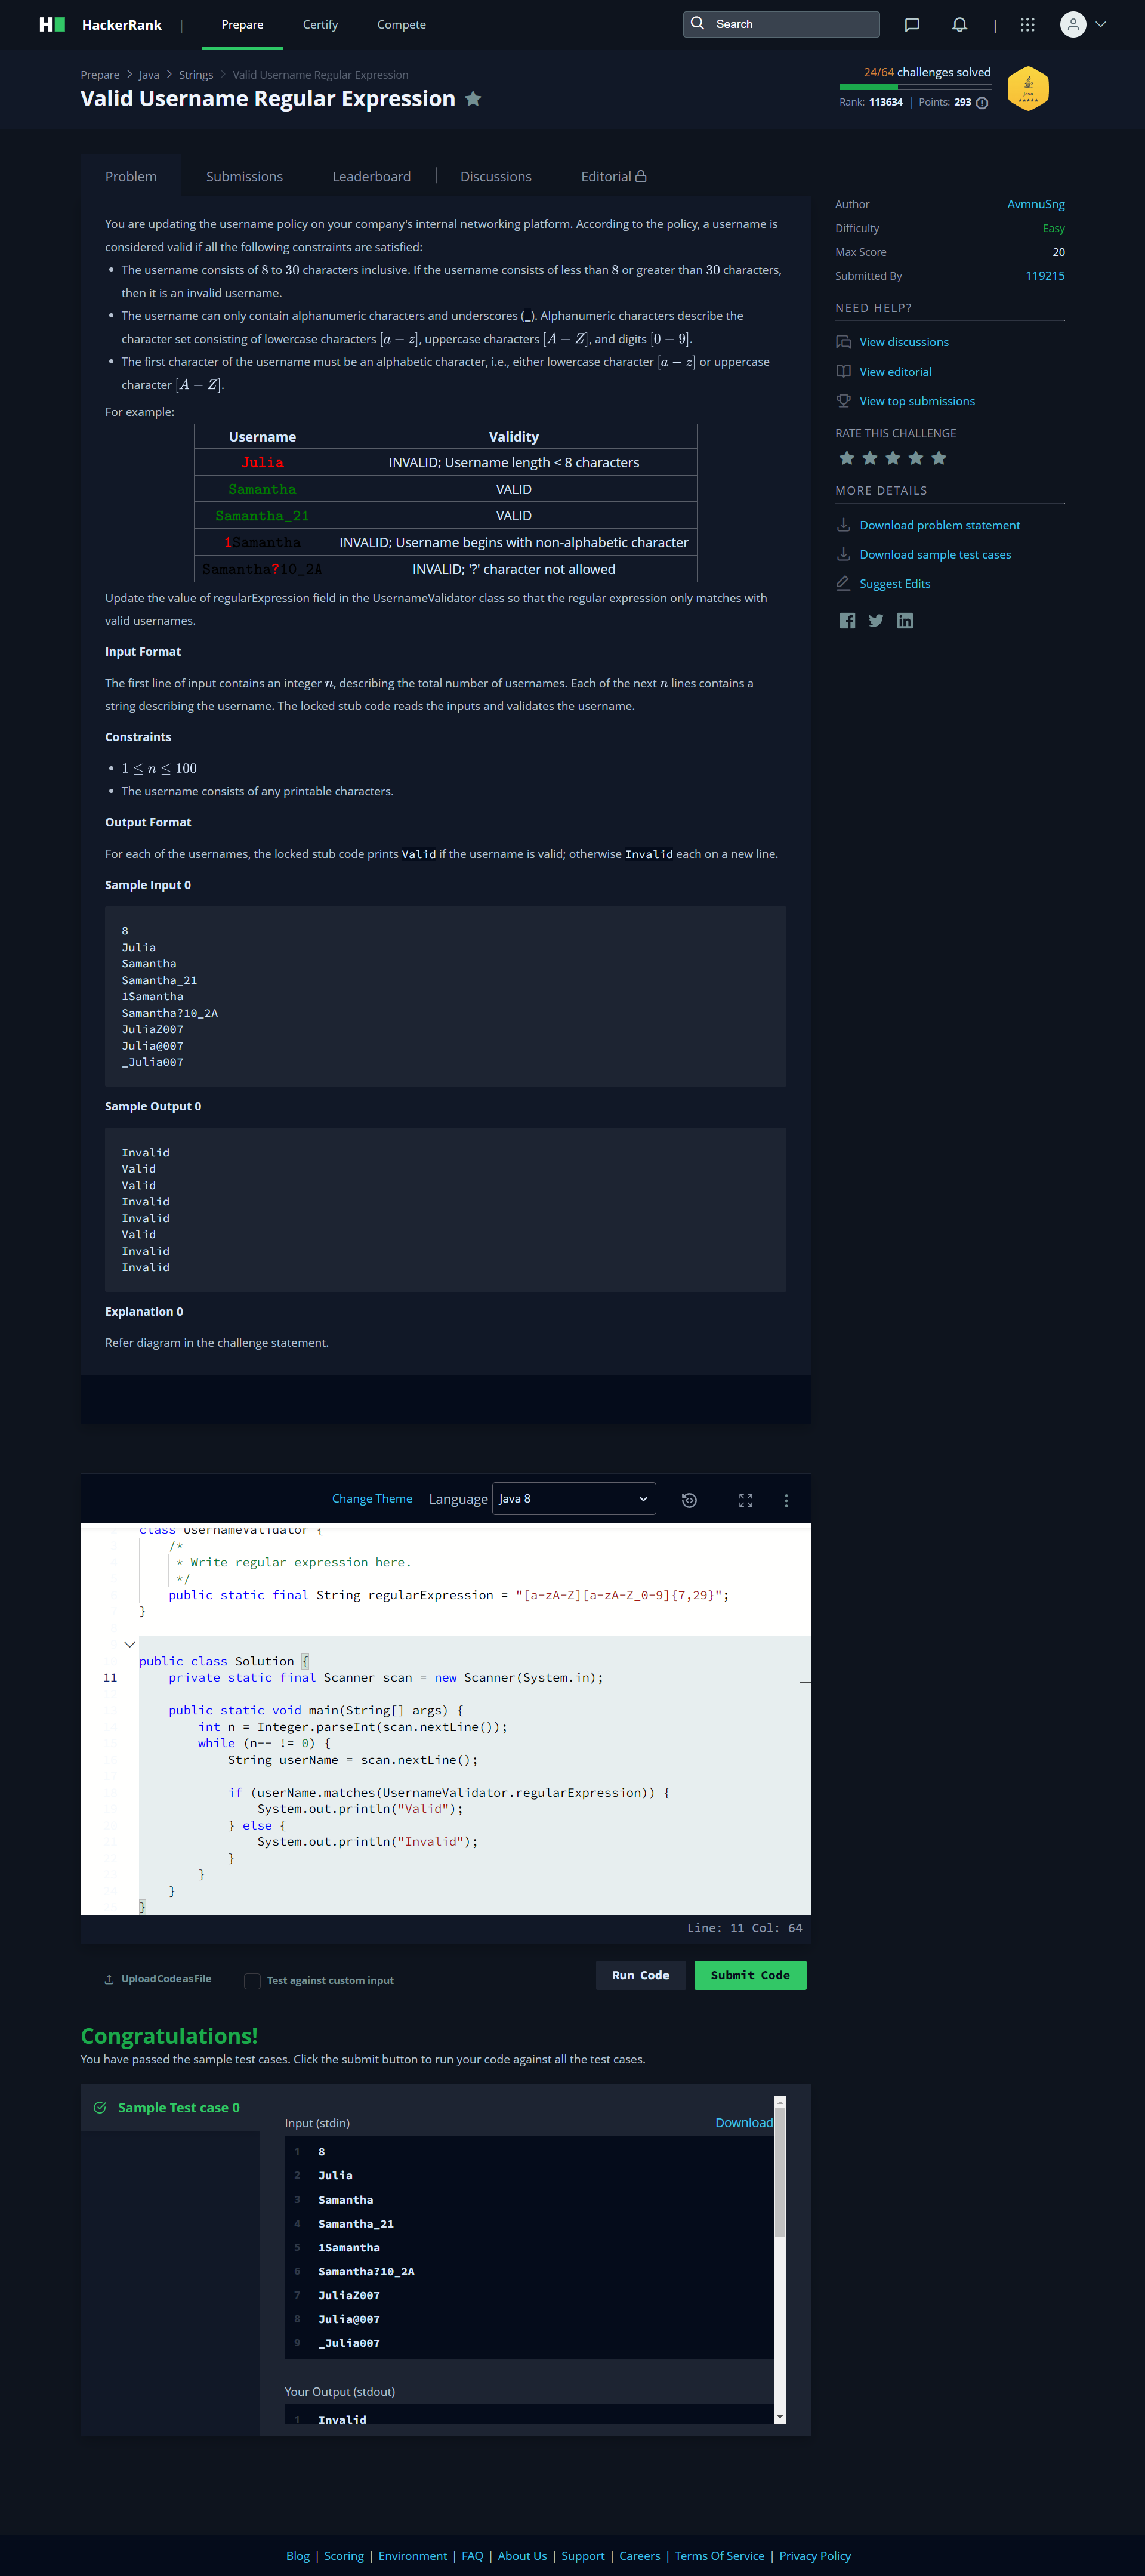 HackerRank | Prepare Certify Compete Search |
Prepare > Java > Strings > Valid Username Regular Expression
Valid Username Regular Expression
24/64 challenges solved
Rank: 113634 | Points: 293
Java
Problem Submissions | Leaderboard | Discussions | Editorial
You are updating the username policy on your company's internal networking platform. According to the policy, a username is
considered valid if all the following constraints are satisfied:
• The username consists of 8 to 30 characters inclusive. If the username consists of less than 8 or greater than 30 characters,
then it is an invalid username.
• The username can only contain alphanumeric characters and underscores (_). Alphanumeric characters describe the
character set consisting of lowercase characters [a − z], uppercase characters [A − Z], and digits [0 − 9].
• The first character of the username must be an alphabetic character, i.e., either lowercase character [a − z] or uppercase
character [A − Z].
For example:
Username Validity
Julia INVALID; Username length < 8 characters
Samantha VALID
Samantha_21 VALID
1Samantha INVALID; Username begins with non-alphabetic character
Samantha?10_2A INVALID; '?' character not allowed
Update the value of regularExpression field in the UsernameValidator class so that the regular expression only matches with
valid usernames.
Input Format
The first line of input contains an integer n, describing the total number of usernames. Each of the next n lines contains a
string describing the username. The locked stub code reads the inputs and validates the username.
Constraints
• 1 ≤ n ≤ 100
• The username consists of any printable characters.
Output Format
For each of the usernames, the locked stub code prints Valid if the username is valid; otherwise Invalid each on a new line.
Sample Input 0
8
Julia
Samantha
Samantha_21
1Samantha
Samantha?10_2A
JuliaZ007
Julia@007
_Julia007
Sample Output 0
Invalid
Valid
Valid
Invalid
Invalid
Valid
Invalid
Invalid
Explanation 0
Refer diagram in the challenge statement.
Author AvmnuSng
Difficulty Easy
Max Score 20
Submitted By 119215
NEED HELP?
View discussions
View editorial
View top submissions
RATE THIS CHALLENGE
MORE DETAILS
Download problem statement
Download sample test cases
Suggest Edits
Change Theme Language Java 8
class UsernameValidator {
/*
* Write regular expression here.
*/
public static final String regularExpression = "[a-zA-Z][a-zA-Z_0-9]{7,29}";
}
public class Solution {
11 private static final Scanner scan = new Scanner(System.in);
public static void main(String[] args) {
int n = Integer.parseInt(scan.nextLine());
while (n-- != 0) {
String userName = scan.nextLine();
if (userName.matches(UsernameValidator.regularExpression)) {
System.out.println("Valid");
} else {
System.out.println("Invalid");
}
}
}
}
Line: 11 Col: 64
Upload Code as File Test against custom input Run Code Submit Code
Congratulations!
You have passed the sample test cases. Click the submit button to run your code against all the test cases.
Sample Test case 0
Input (stdin) Download
1 8
2 Julia
3 Samantha
4 Samantha_21
5 1Samantha
6 Samantha?10_2A
7 JuliaZ007
8 Julia@007
9 _Julia007
Your Output (stdout)
1 Invalid
Blog | Scoring | Environment | FAQ | About Us | Support | Careers | Terms Of Service | Privacy Policy